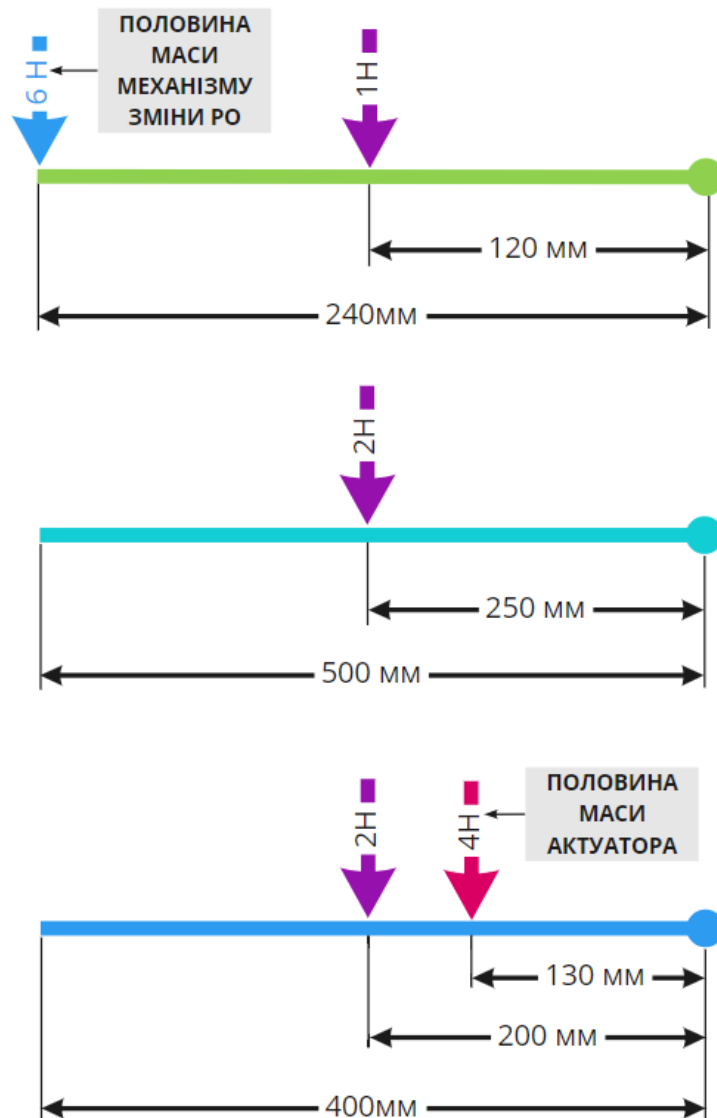 ПОЛОВИНА
МАСИ
МЕХАНІЗМУ
ЗМІНИ РО
6 Н
1Н
120 мм
240мм
2Н
250 мм
500 мм
ПОЛОВИНА
МАСИ
АКТУАТОРА
2Н
4Н
130 мм
200 мм
400мм